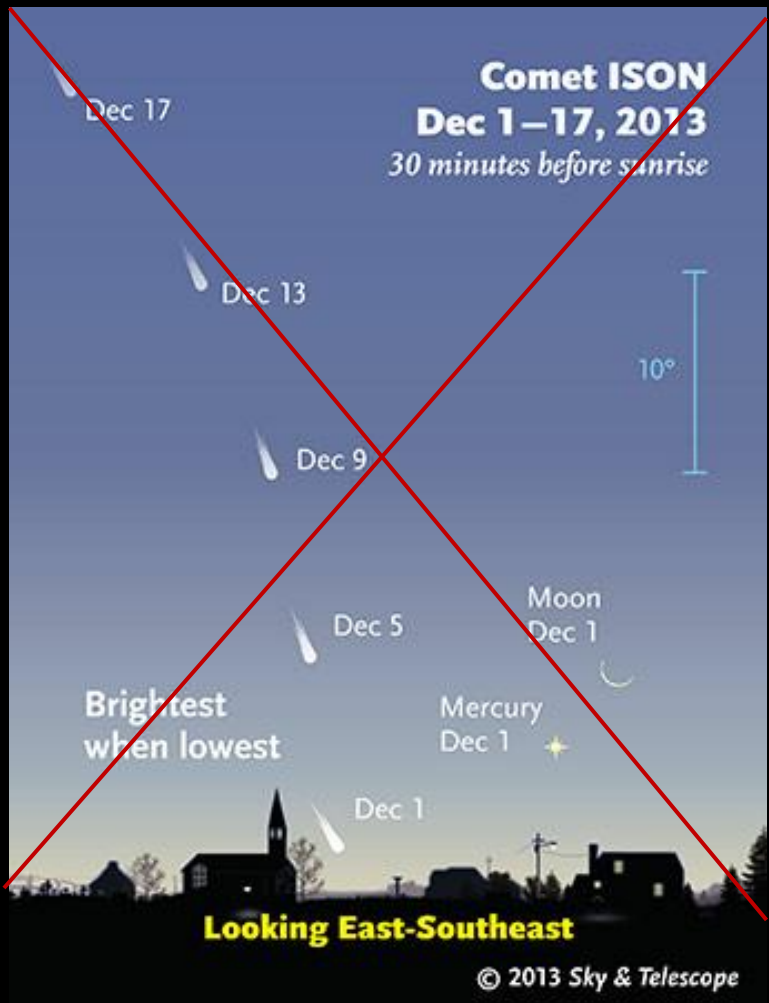 Comet ISON
Dec 1–17, 2013
30 minutes before sunrise
Dec 17
Dec 13
10°
Dec 9
Moon
Dec 1
Dec 5
Brightest
when lowest
Mercury
Dec 1
Dec 1
Looking East-Southeast
© 2013 Sky & Telescope